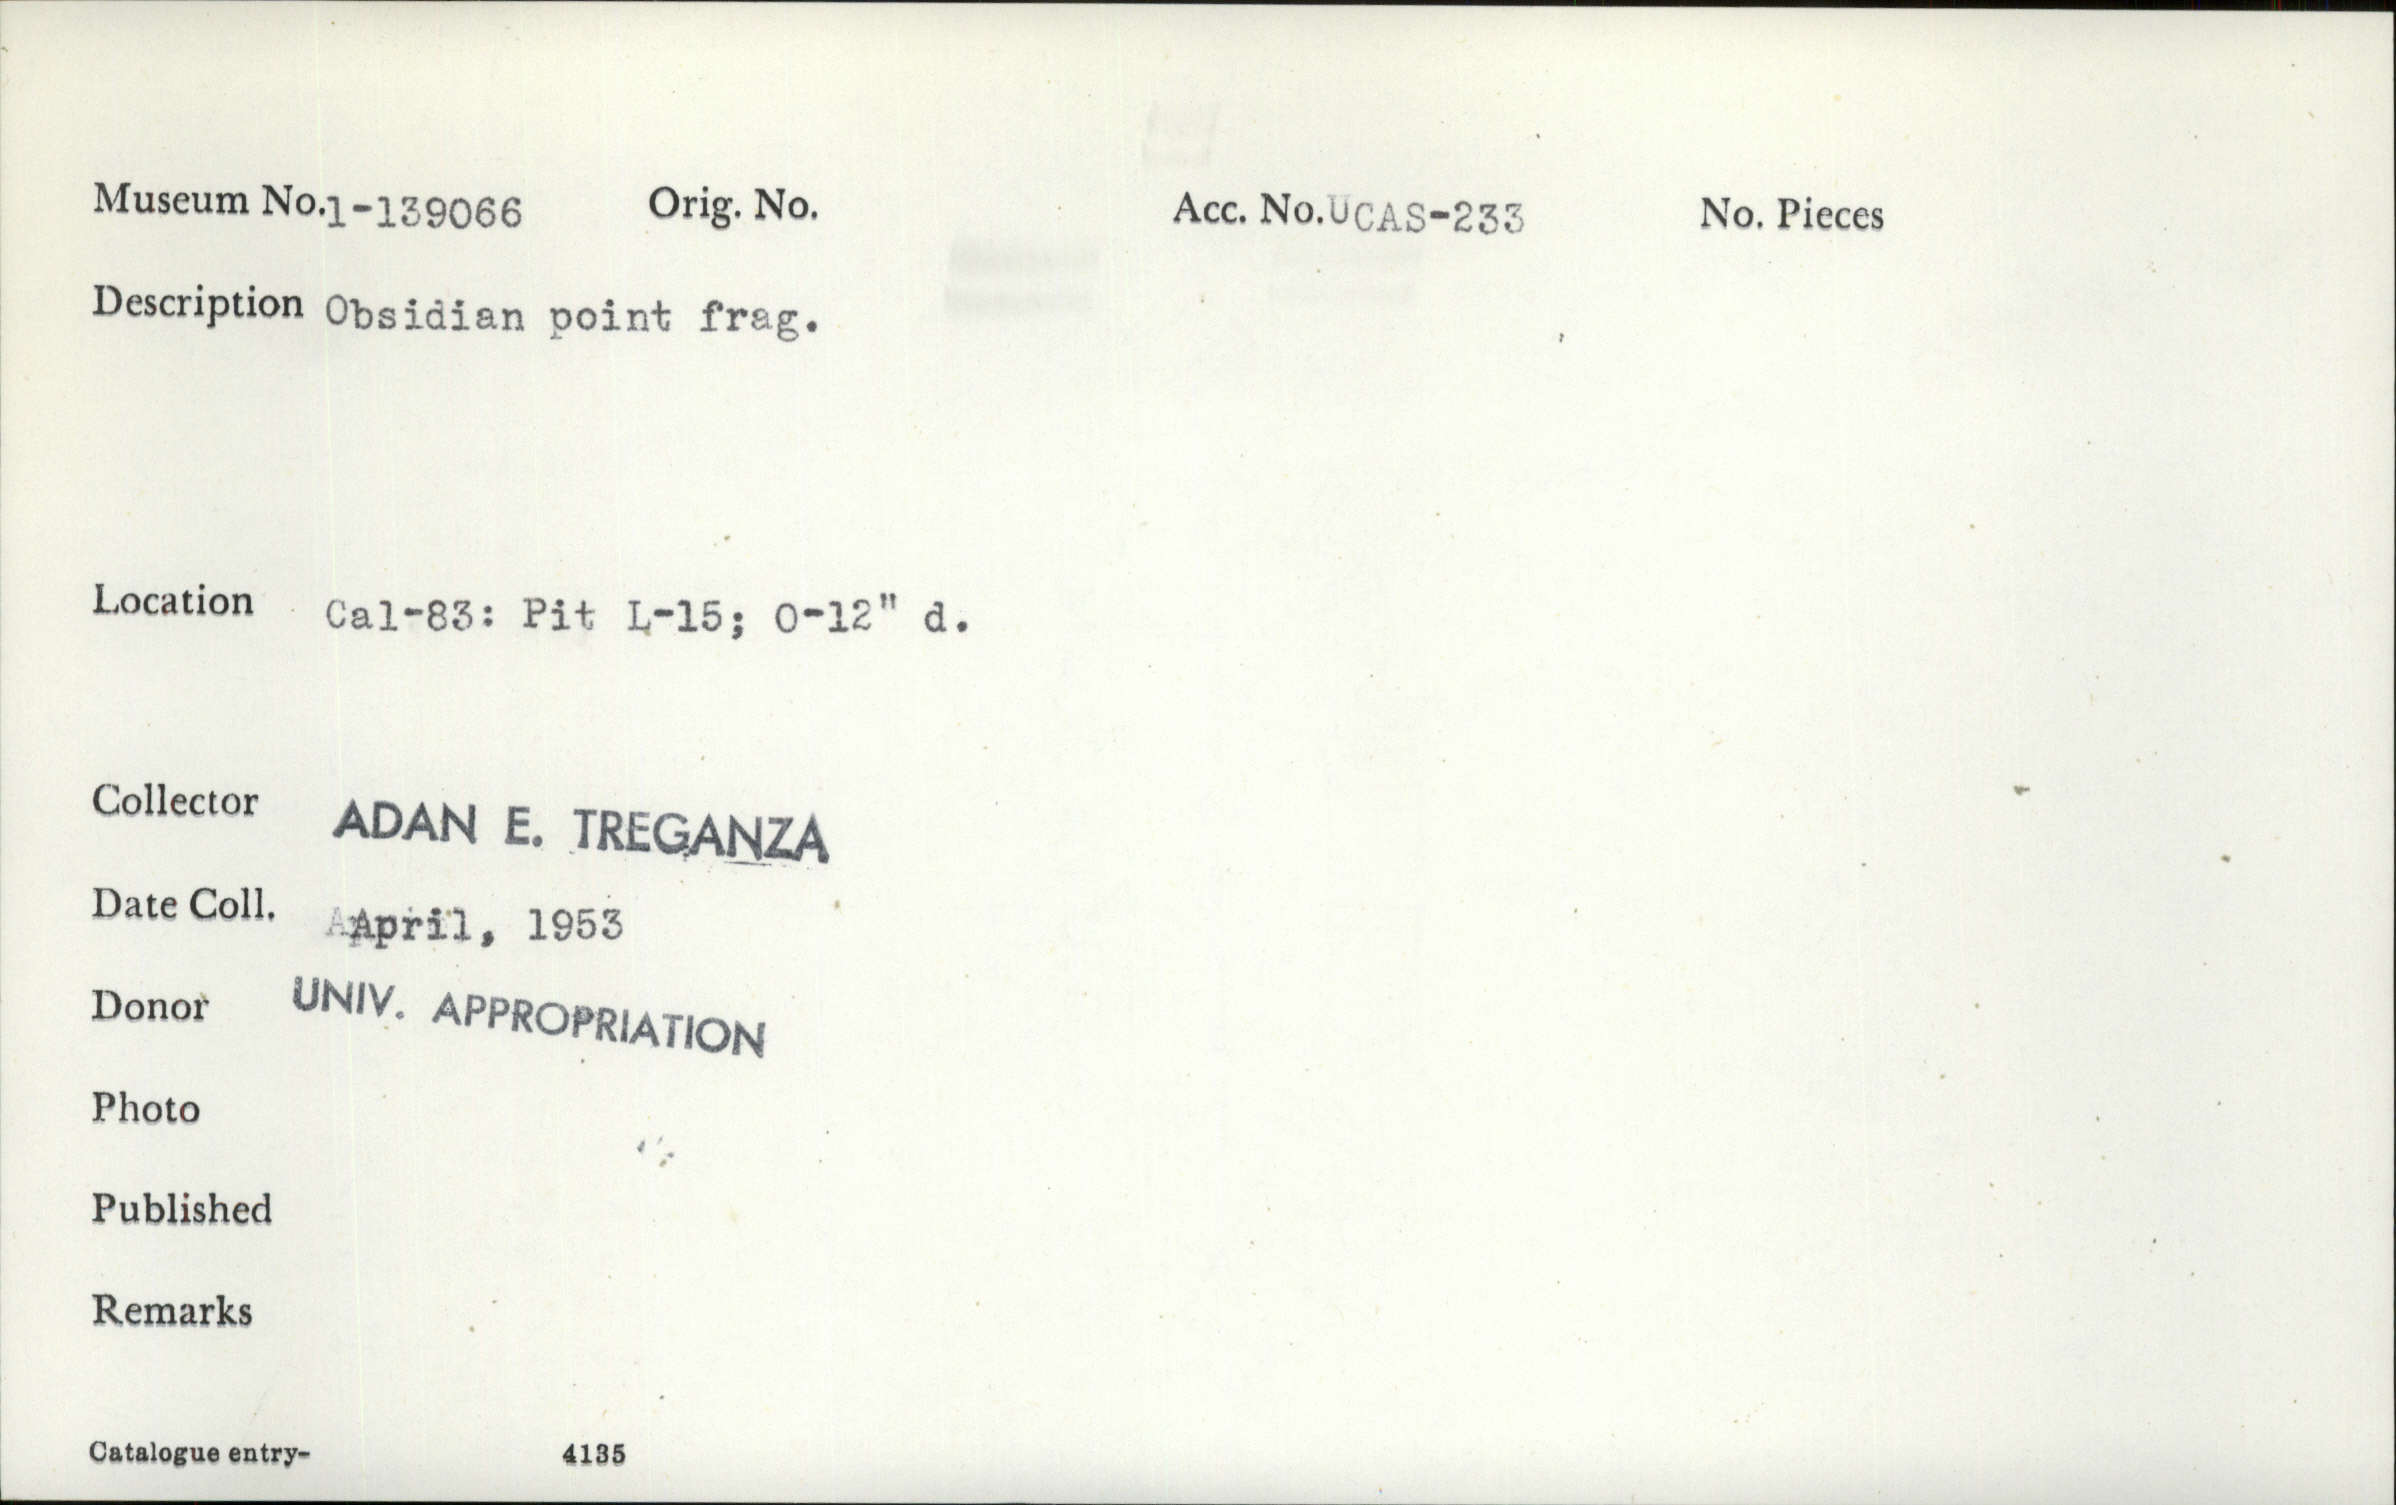 Museum No.1-139066 Orig. No. Acc. No.UCAS-233 No. Pieces
Description Obsidian point frag.
Location Cal-83: Pit L-15; 0-12" d.
Collector ADAN E. TREGANZA
Date Coll. April, 1953
Donor UNIV. APPROPRIATION
Photo
Published
Remarks
Catalogue entry- 4135